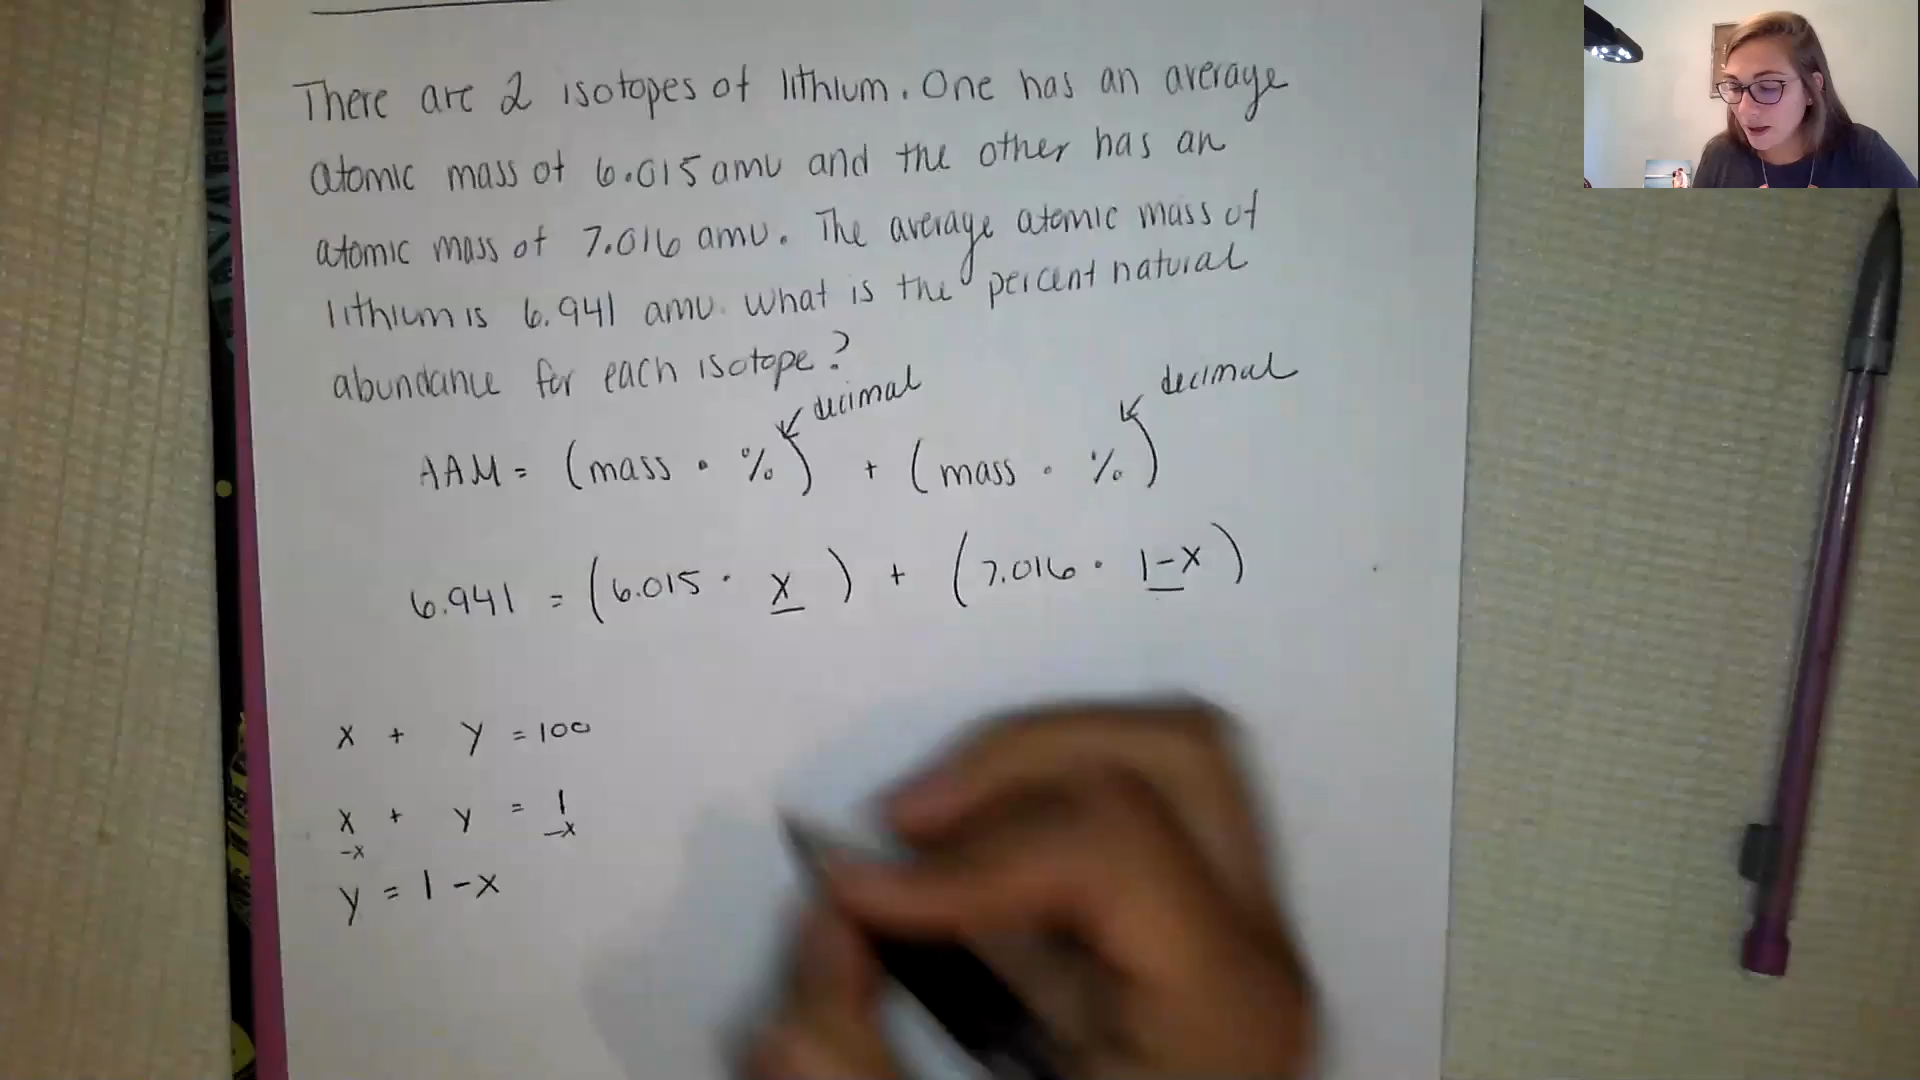 There are 2 isotopes of lithium. One has an average
atomic mass of 6.015 amu and the other has an
atomic mass of 7.016 amu. The average atomic mass of
lithium is 6.941 amu. What is the percent natural
abundance for each isotope?
decimal
decimal
AAM = (mass • %) + (mass • %)
6.941 = (6.015 • x) + (7.016 • 1-x)
x + y = 100
x + y = 1
-x -x
y = 1 - x